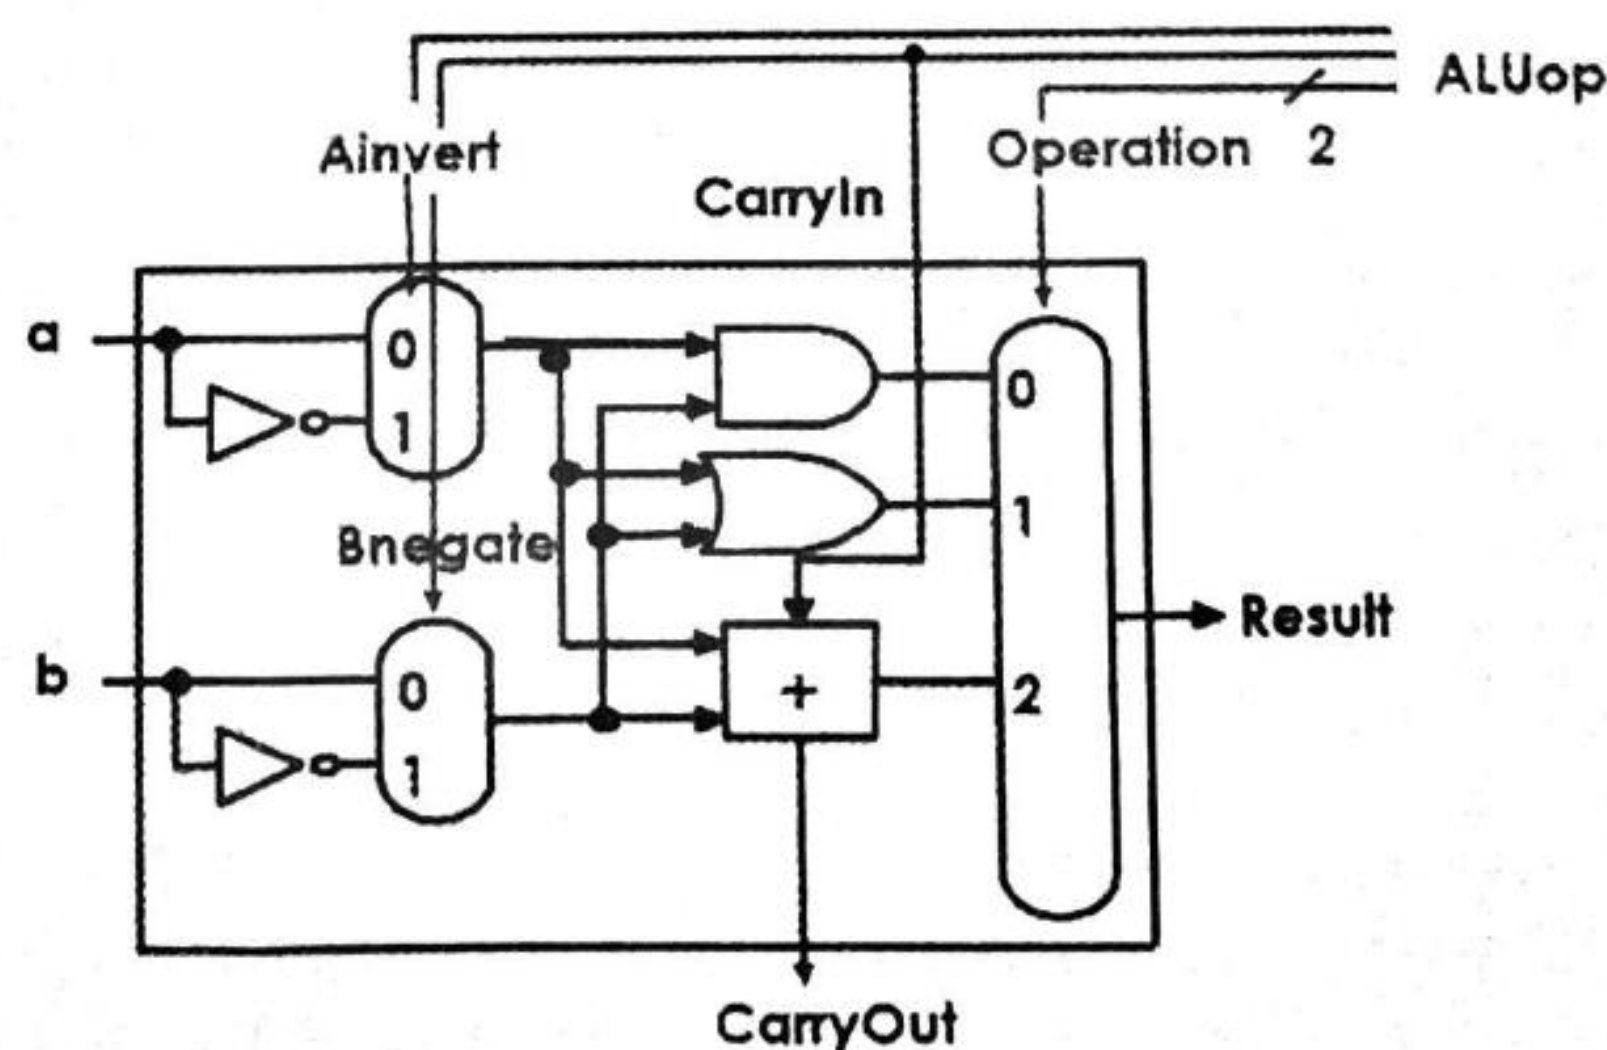 ALUop
Ainvert
Operation 2
CarryIn
a
0
1
0
1
Bnegate
b
0
1
+
2
Result
CarryOut